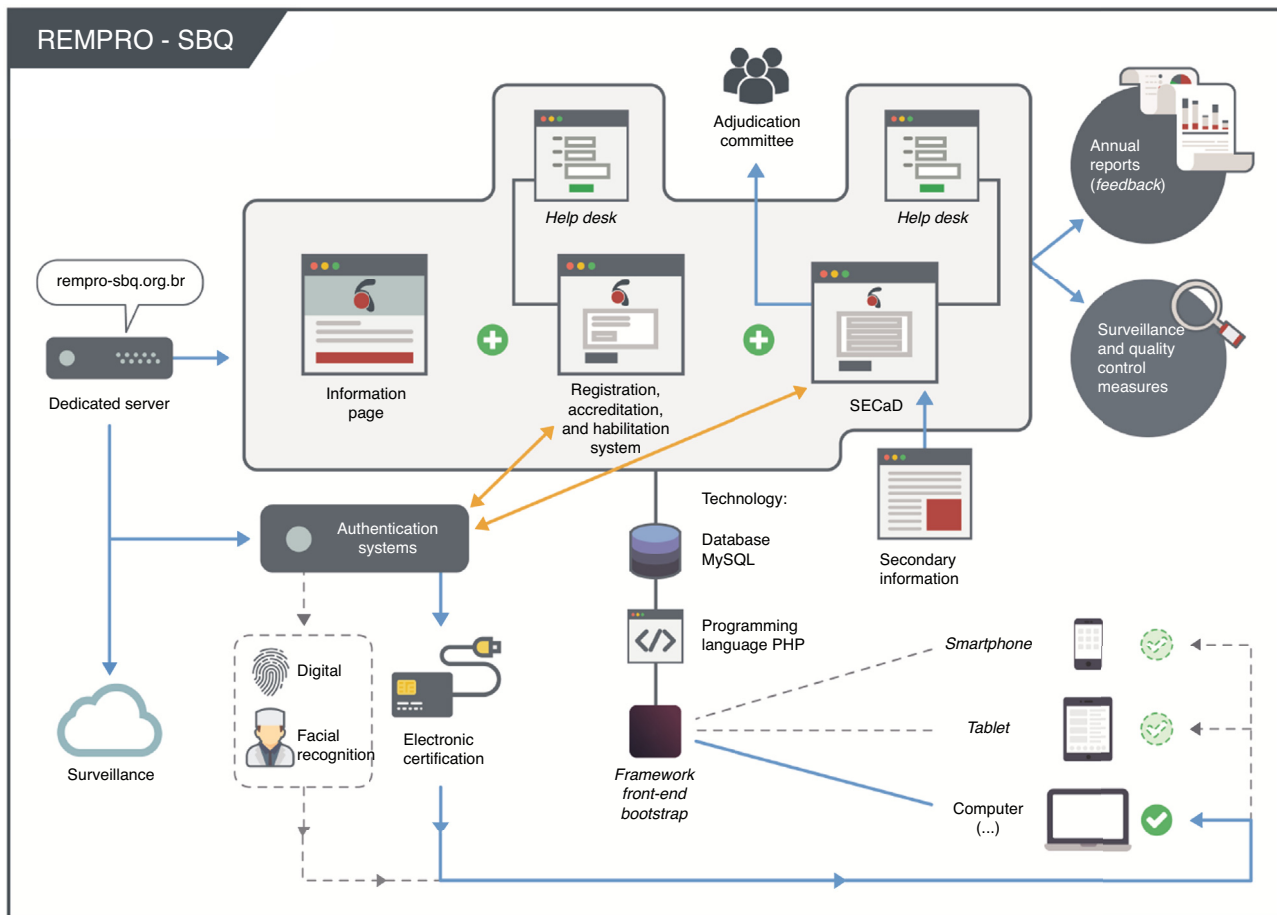 REMPRO - SBQ
Adjudication
committee
Annual
reports
(feedback)
Help desk
Help desk
rempro-sbq.org.br
Surveillance
and quality
control
measures
Dedicated server
Information
page
Registration,
accreditation,
and habilitation
system
SECaD
Technology:
Authentication
systems
Database
MySQL
Secondary
information
Programming
language PHP
Smartphone
Digital
Facial
recognition
Electronic
certification
Tablet
Surveillance
Framework
front-end
bootstrap
Computer
(...)